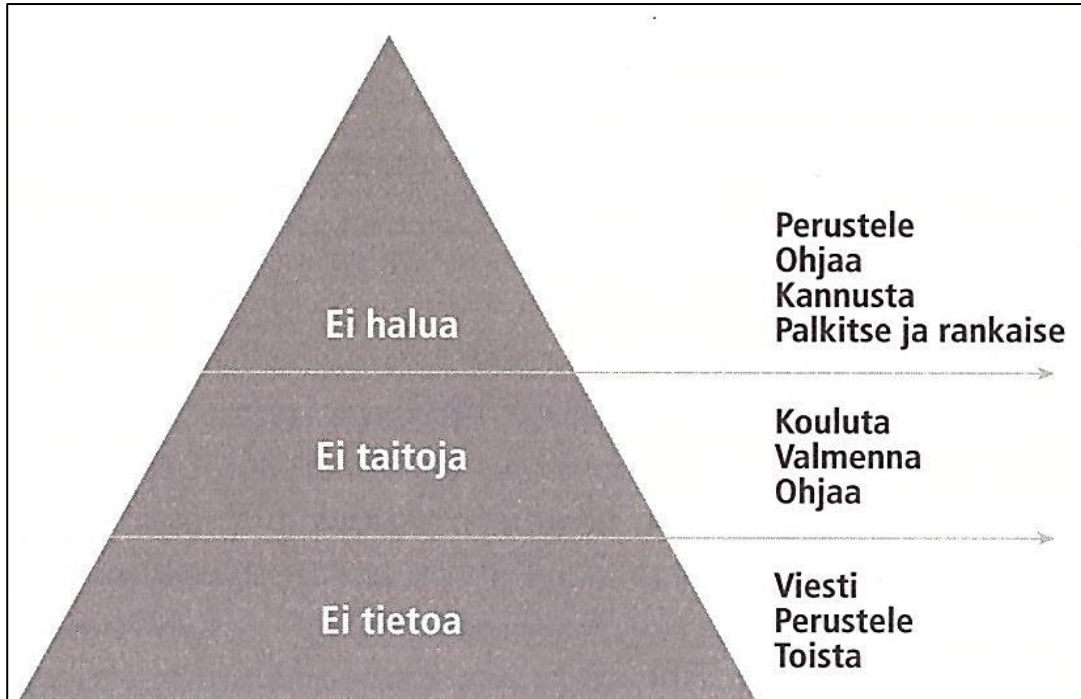 Ei halua
Perustele
Ohjaa
Kannusta
Palkitse ja rankaise
Ei taitoja
Kouluta
Valmenna
Ohjaa
Ei tietoa
Viesti
Perustele
Toista